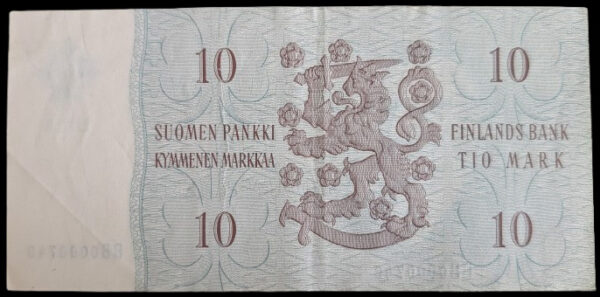 10
10
SUOMEN PANKKI
KYMMENEN MARKKAA
FINLANDS BANK
TIO MARK
10
10